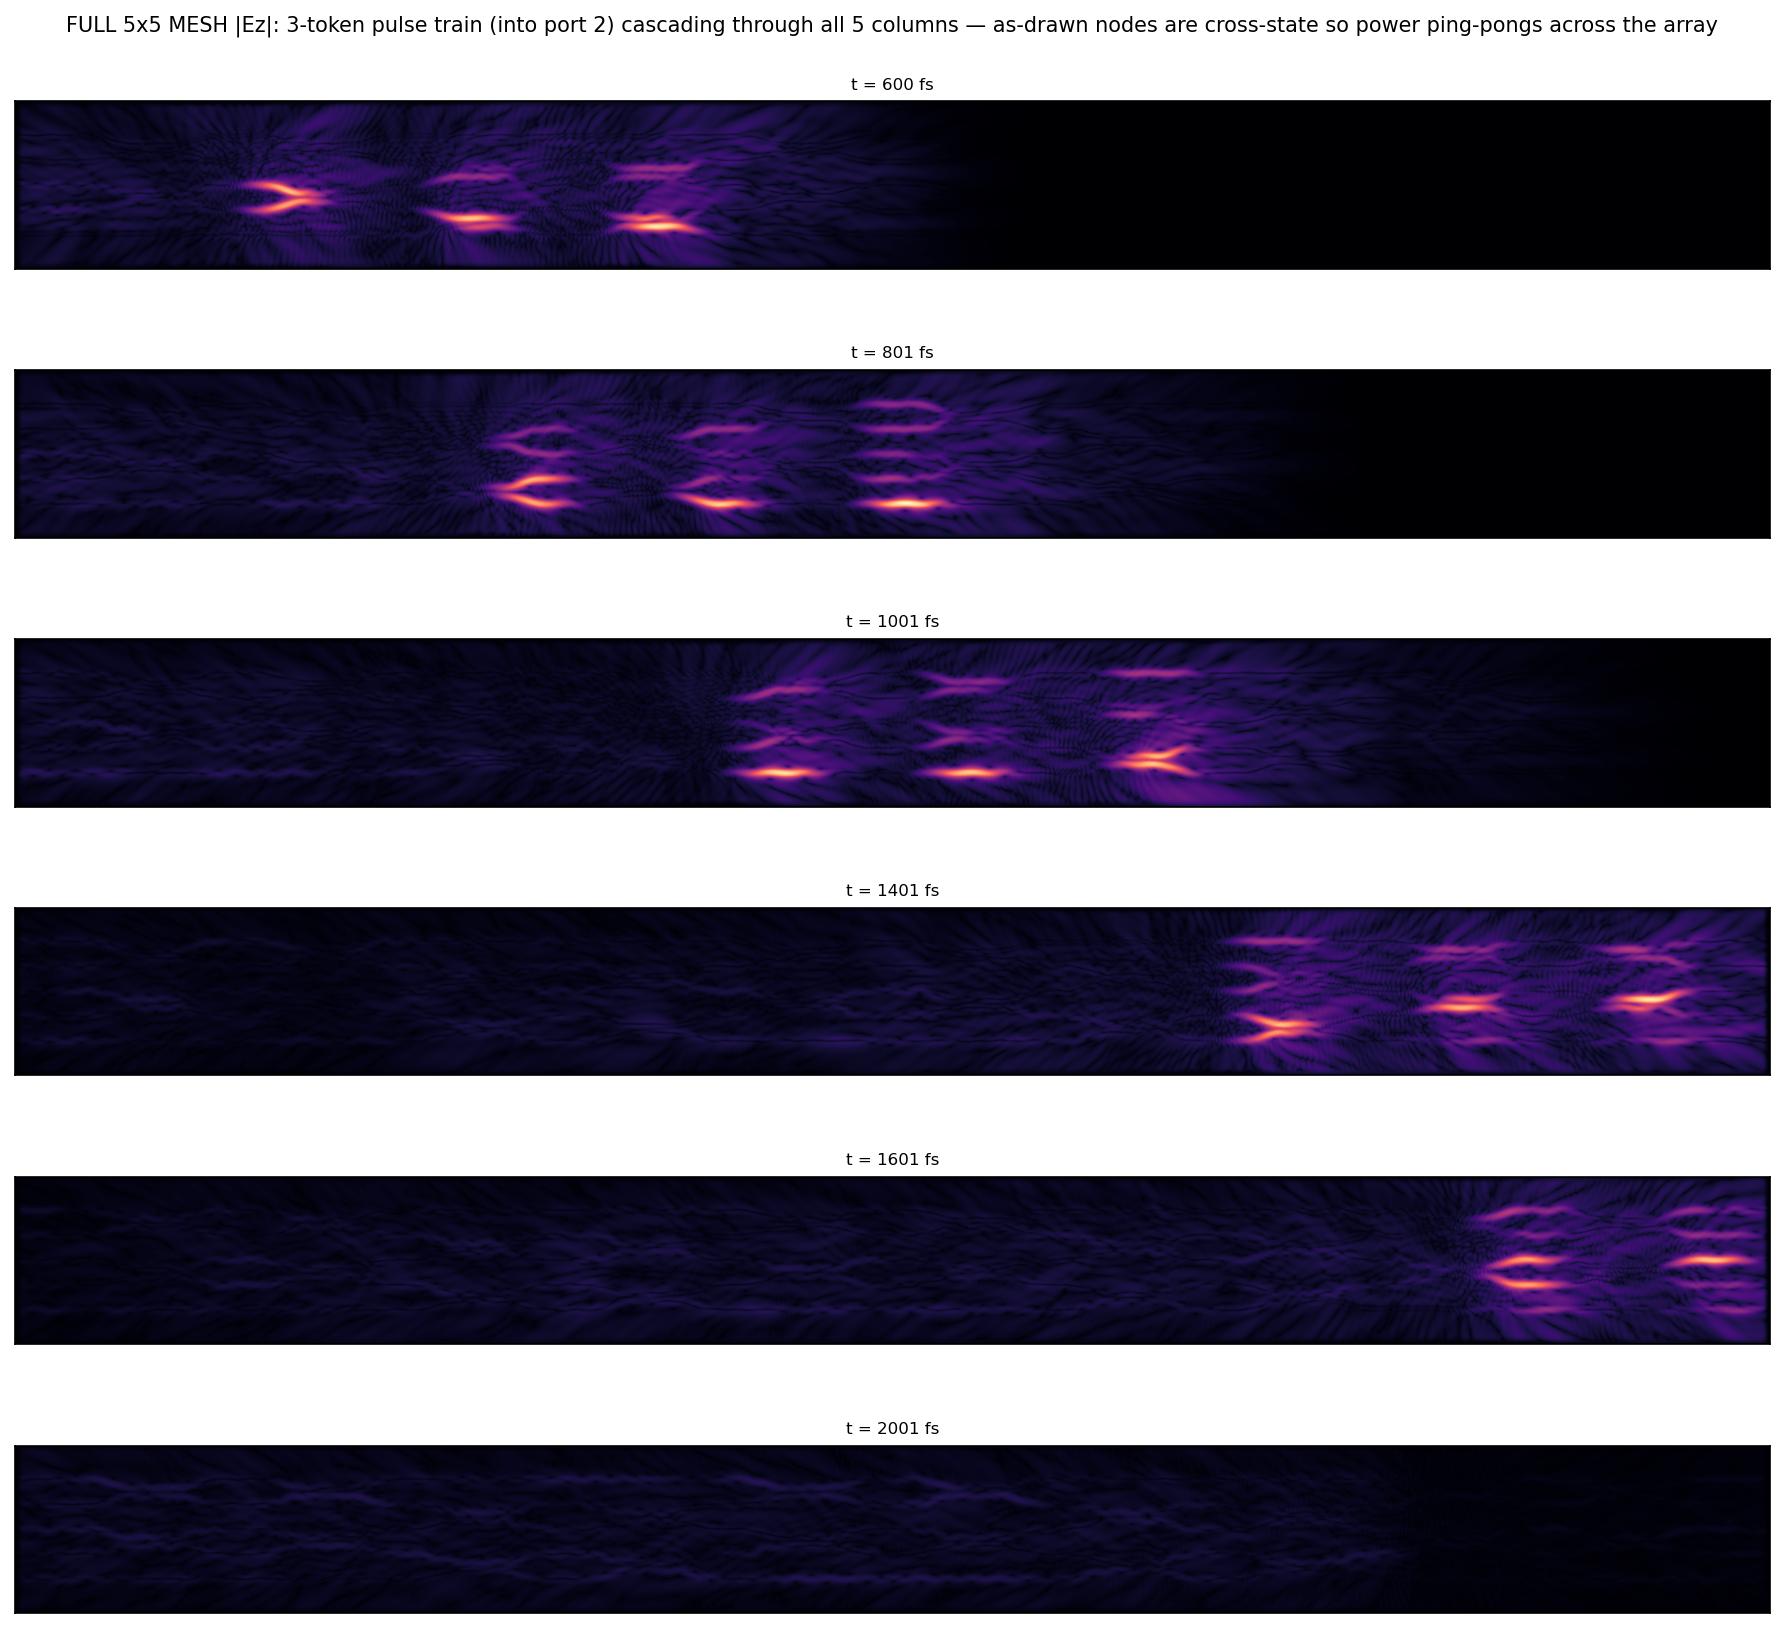 FULL 5x5 MESH |Ez|: 3-token pulse train (into port 2) cascading through all 5 columns — as-drawn nodes are cross-state so power ping-pongs across the array
t = 600 fs
t = 801 fs
t = 1001 fs
t = 1401 fs
t = 1601 fs
t = 2001 fs